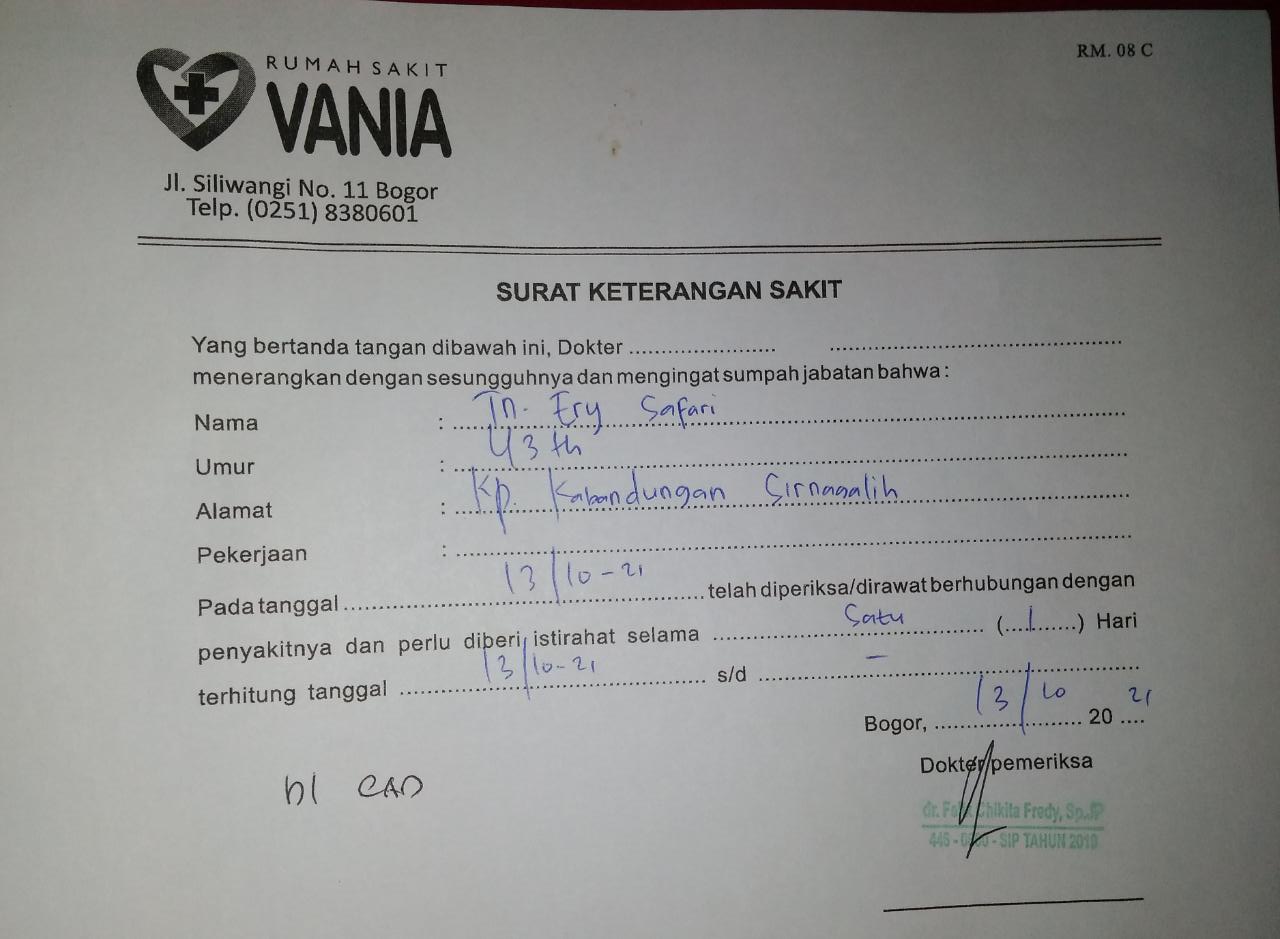 RM. 08 C
RUMAH SAKIT
VANIA
Jl. Siliwangi No. 11 Bogor
Telp. (0251) 8380601
SURAT KETERANGAN SAKIT
Yang bertanda tangan dibawah ini, Dokter ...................... ............................................
menerangkan dengan sesungguhnya dan mengingat sumpah jabatan bahwa :
Nama : Tn. Ery Safari
Umur : 43 th
Alamat : Kp. Kabandungan Sirnagalih
Pekerjaan : ............................................
Pada tanggal 13/10-21 telah diperiksa/dirawat berhubungan dengan
penyakitnya dan perlu diberi istirahat selama Satu (1) Hari
terhitung tanggal 13/10-21 s/d -
Bogor, 13/10 20 21
Dokter pemeriksa
dr. Chikita Fredy, Sp.JP
446 - SIP TAHUN 2019
CAD